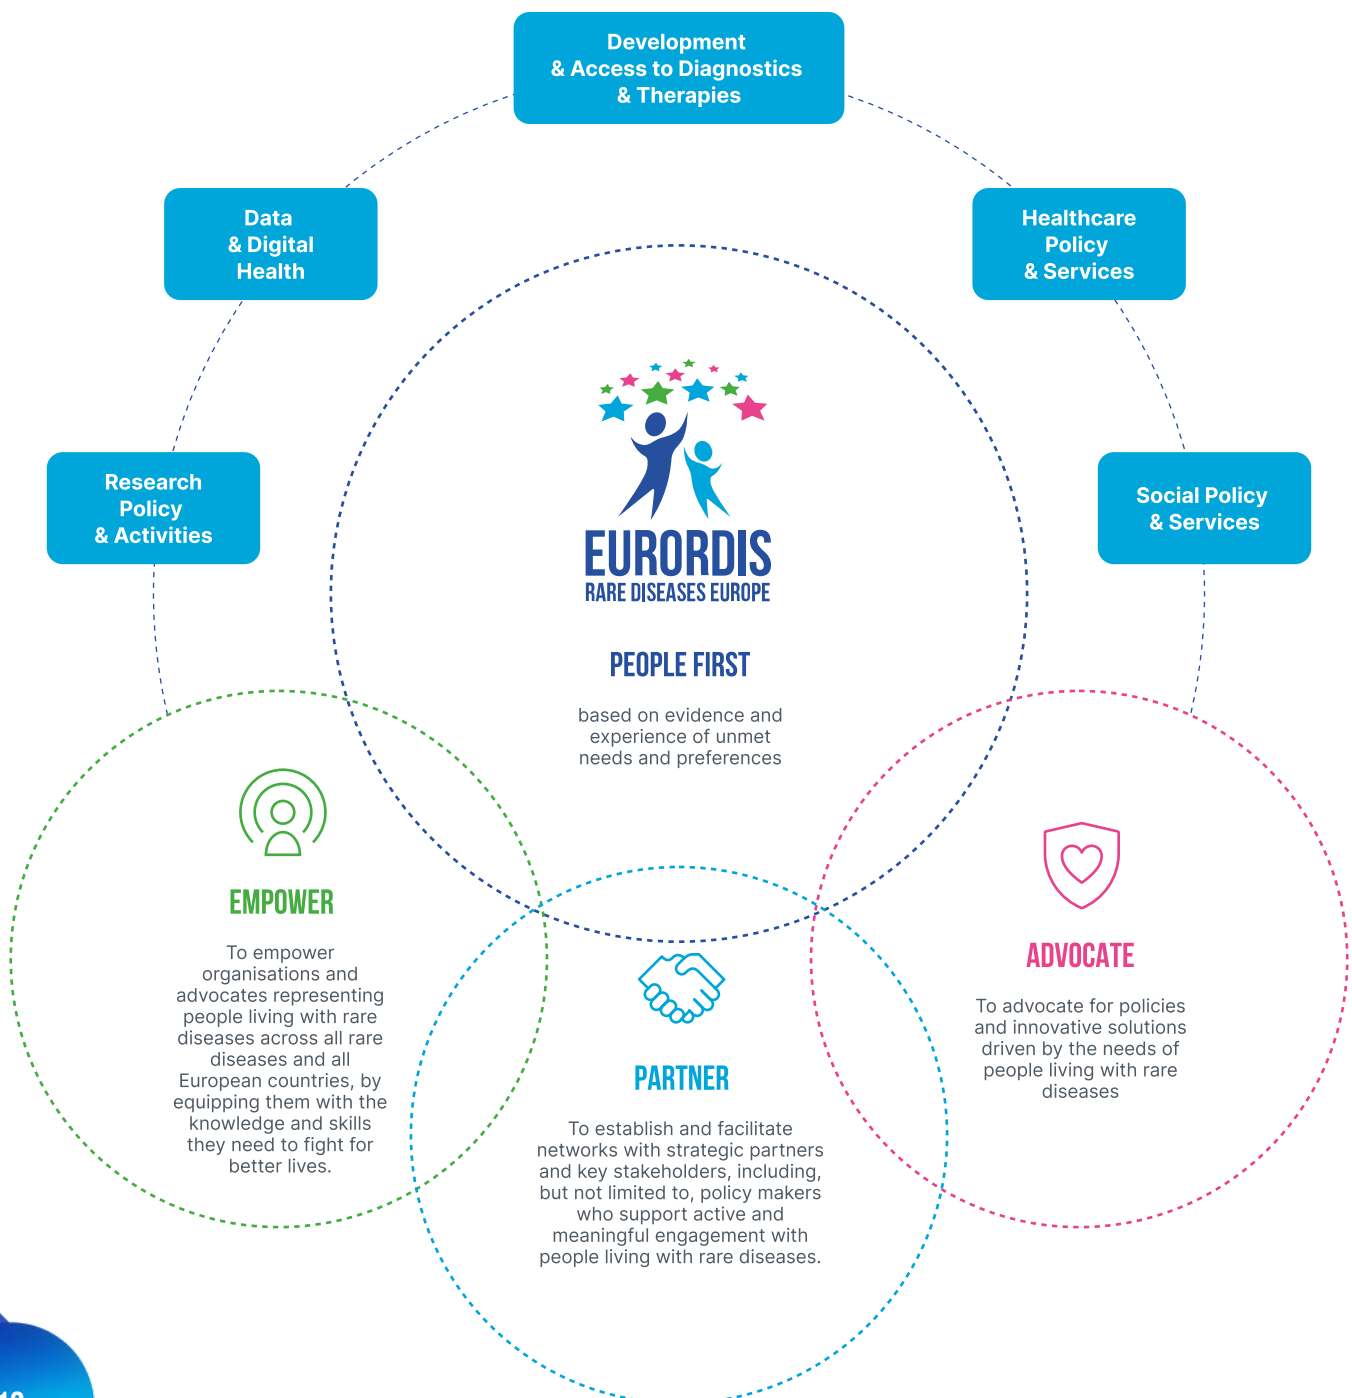 Development
& Access to Diagnostics
& Therapies
Data
& Digital
Health
Healthcare
Policy
& Services
Research
Policy
& Activities
Social Policy
& Services
EURORDIS
RARE DISEASES EUROPE
PEOPLE FIRST
based on evidence and
experience of unmet
needs and preferences
EMPOWER
To empower
organisations and
advocates representing
people living with rare
diseases across all rare
diseases and all
European countries, by
equipping them with the
knowledge and skills
they need to fight for
better lives.
PARTNER
To establish and facilitate
networks with strategic partners
and key stakeholders, including,
but not limited to, policy makers
who support active and
meaningful engagement with
people living with rare diseases.
ADVOCATE
To advocate for policies
and innovative solutions
driven by the needs of
people living with rare
diseases